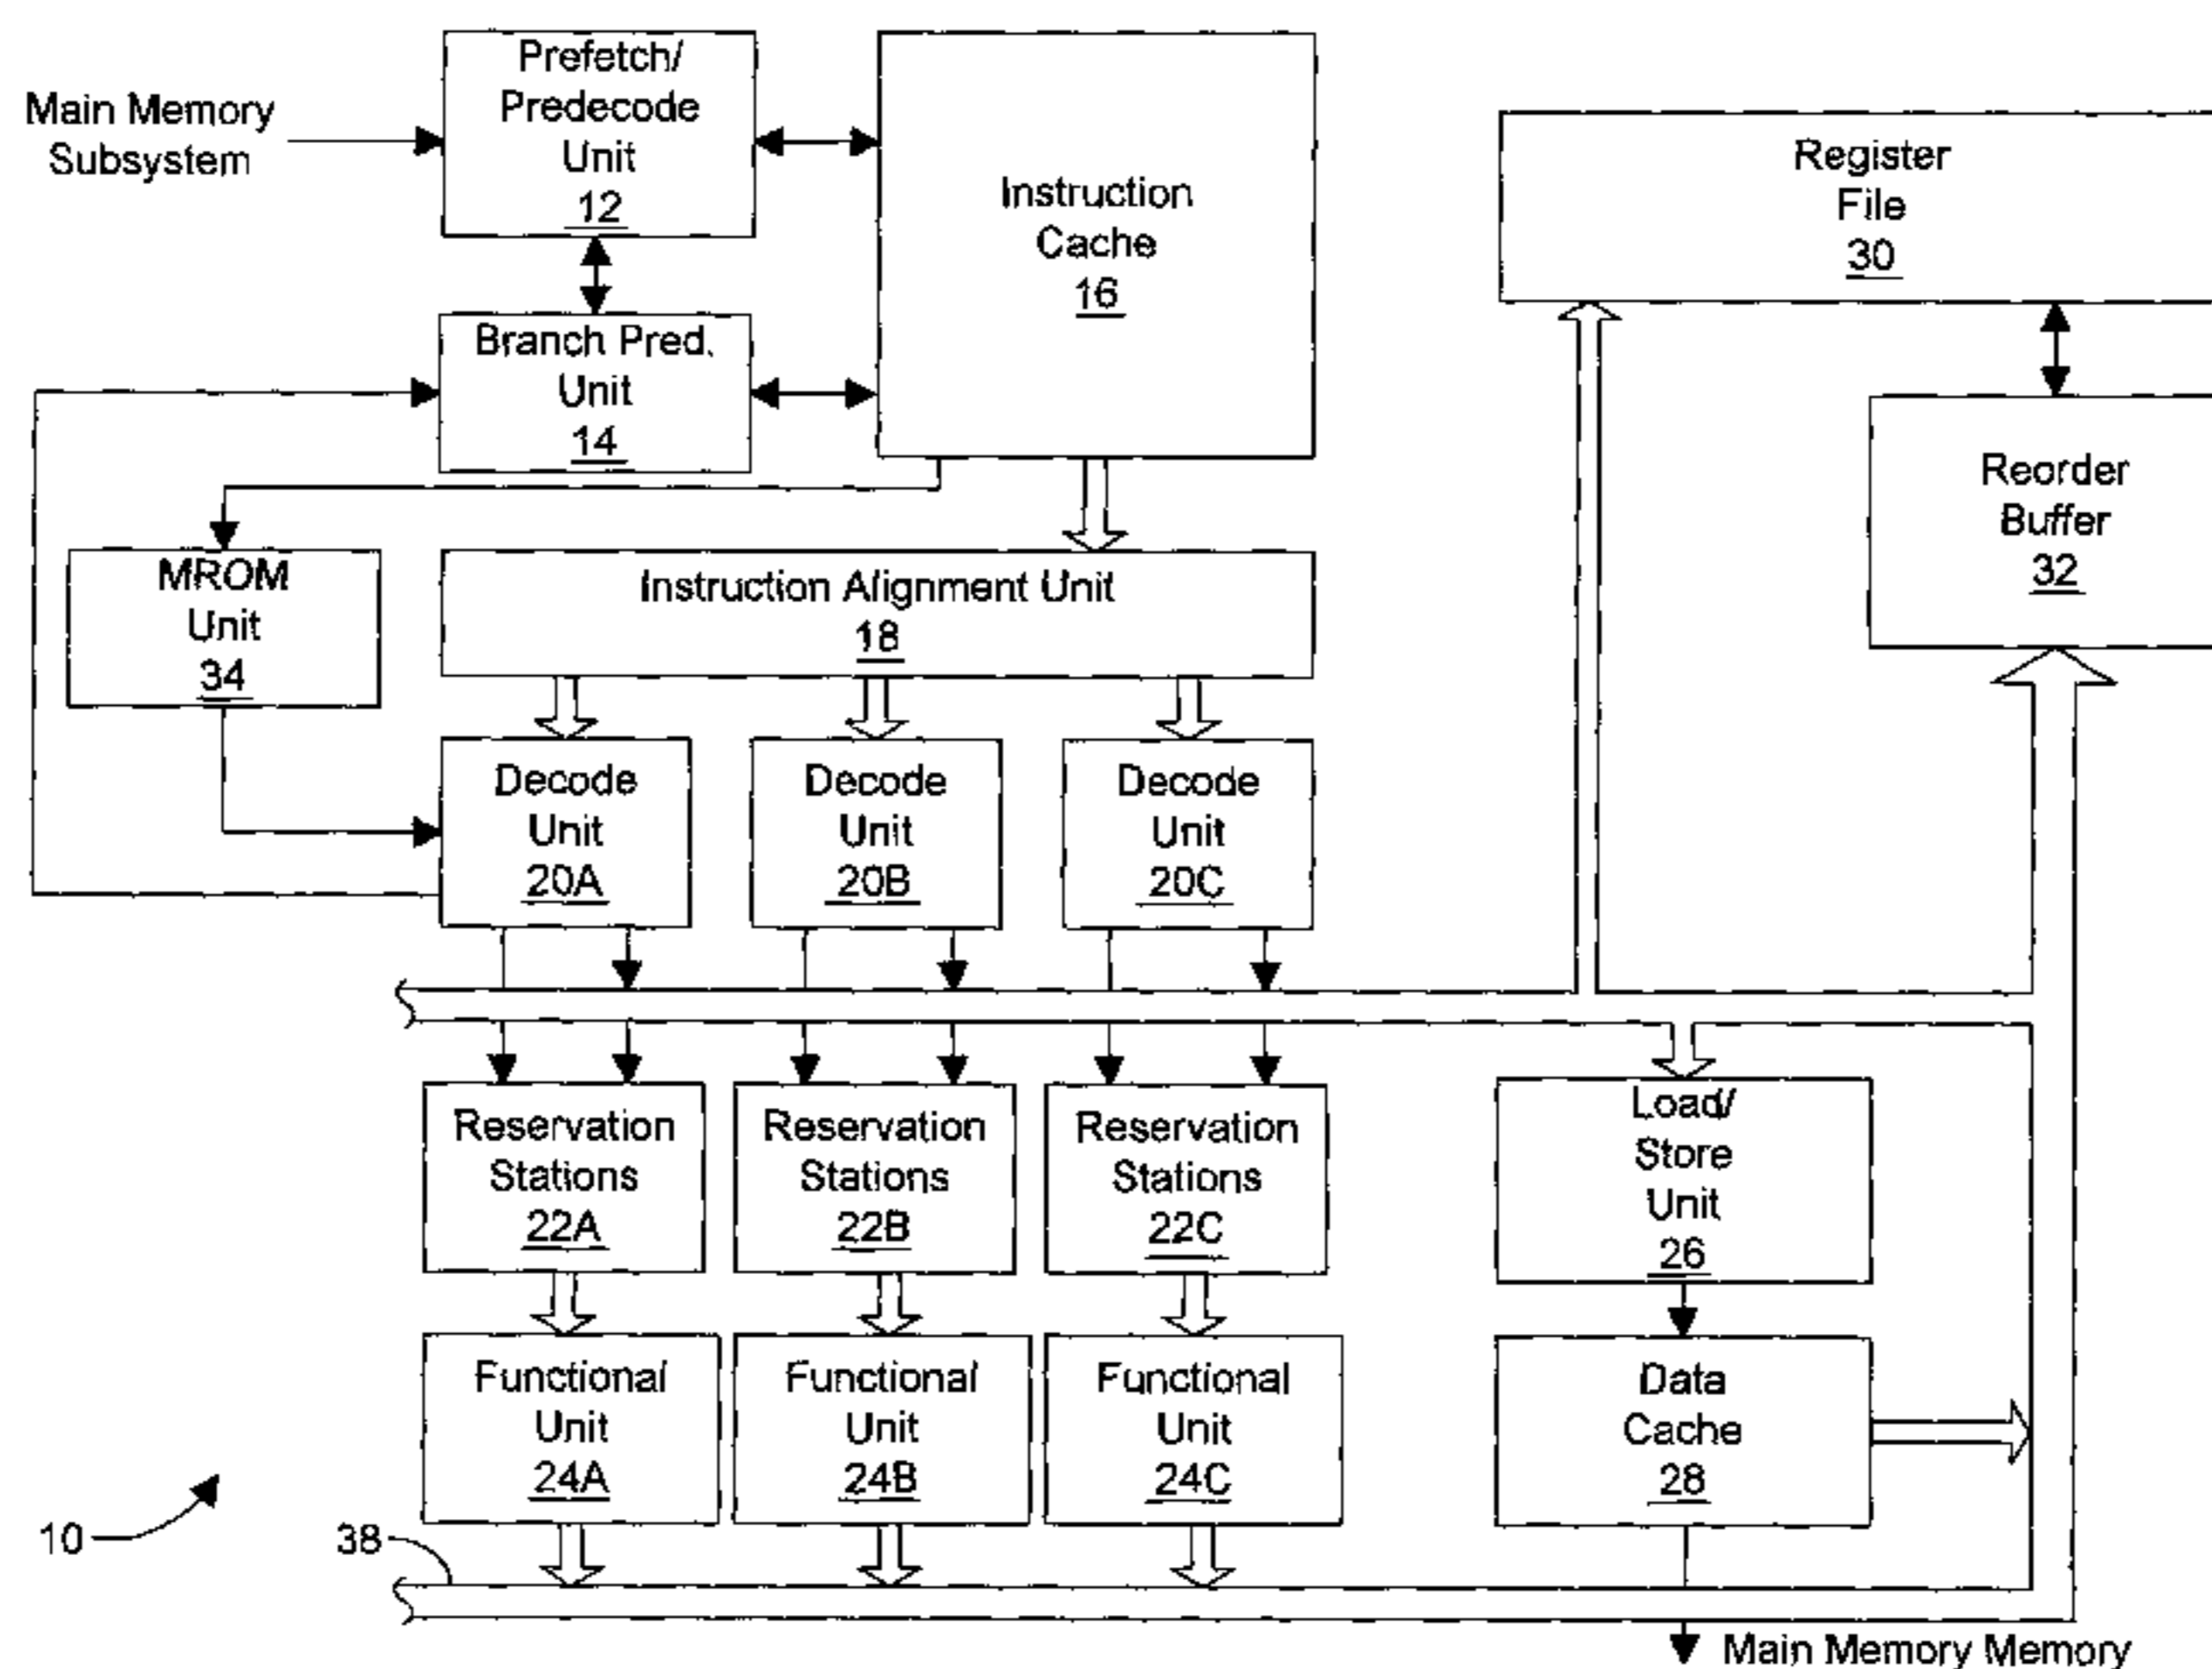 Main Memory
Subsystem
Prefetch/
Predecode
Unit
12
Instruction
Cache
16
Register
File
30
Branch Pred.
Unit
14
Reorder
Buffer
32
MROM
Unit
34
Instruction Alignment Unit
18
Decode
Unit
20A
Decode
Unit
20B
Decode
Unit
20C
Reservation
Stations
22A
Reservation
Stations
22B
Reservation
Stations
22C
Load/
Store
Unit
26
Functional
Unit
24A
Functional
Unit
24B
Functional
Unit
24C
Data
Cache
28
10
38
Main Memory Memory